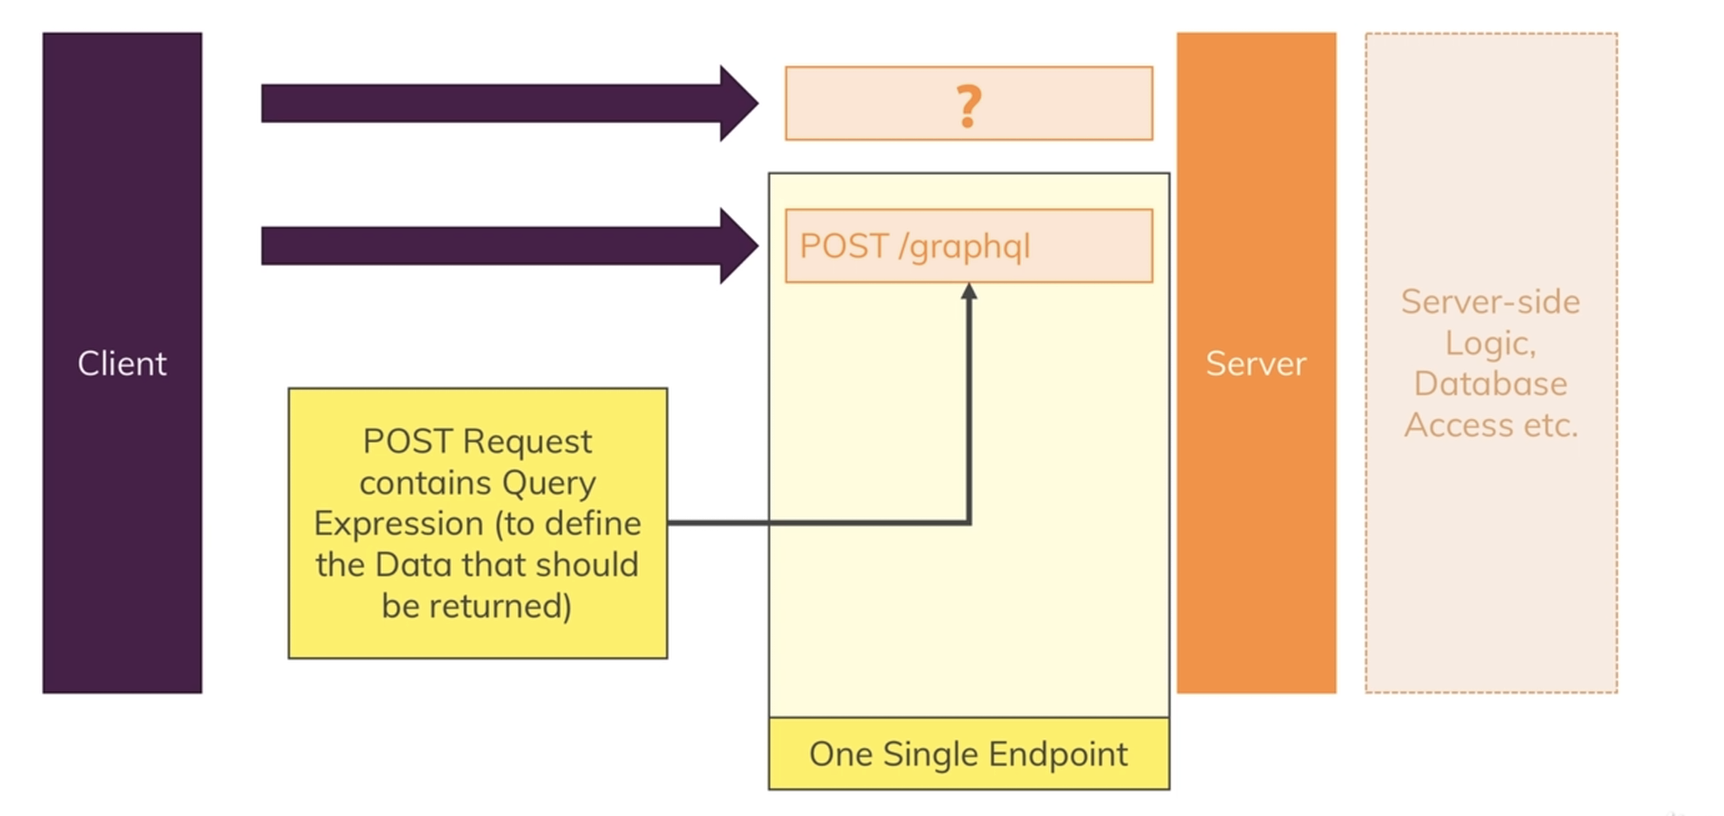 ?
POST /graphql
Client
Server
Server-side
Logic,
Database
Access etc.
POST Request
contains Query
Expression (to define
the Data that should
be returned)
One Single Endpoint